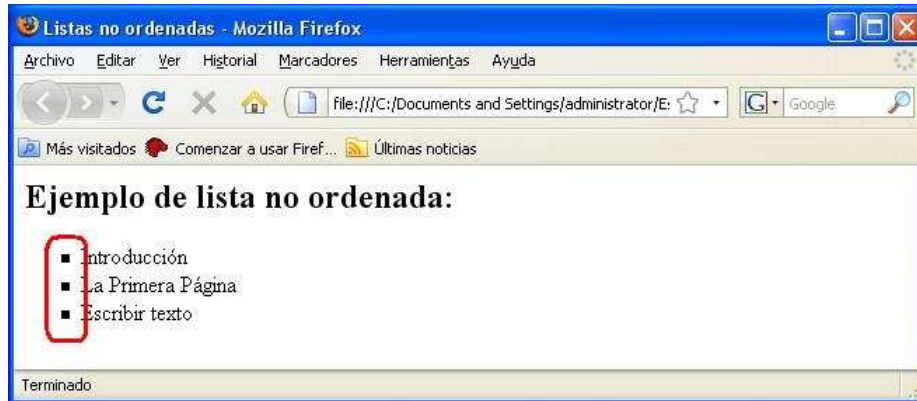 Listas no ordenadas - Mozilla Firefox
Archivo Editar Ver Historial Marcadores Herramientas Ayuda
file:///C:/Documents and Settings/administrator/E: G Google
Más visitados Comenzar a usar Firef... Últimas noticias
Ejemplo de lista no ordenada:
Introducción
La Primera Página
Escribir texto
Terminado